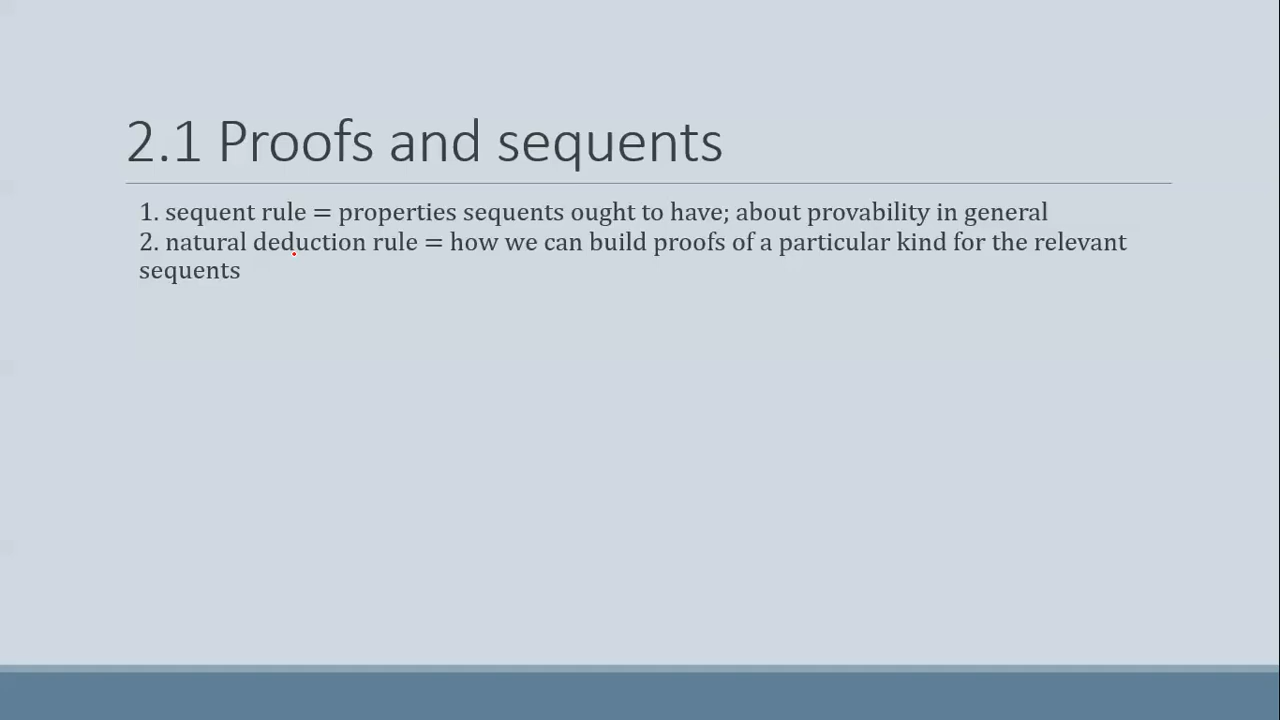 2.1 Proofs and sequents
1. sequent rule = properties sequents ought to have; about provability in general
2. natural deduction rule = how we can build proofs of a particular kind for the relevant
sequents